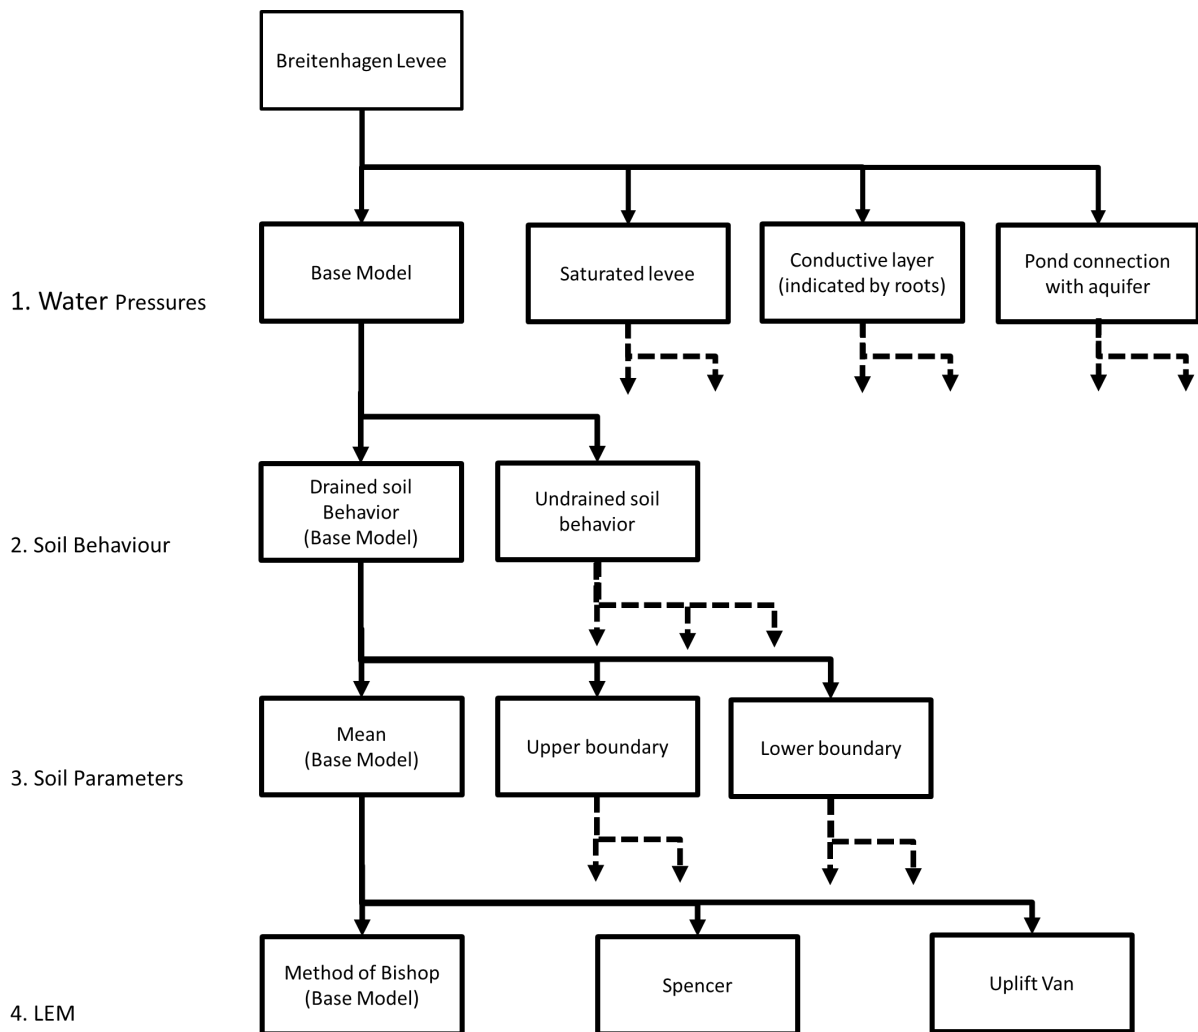 Breitenhagen Levee
1. Water Pressures
Base Model
Saturated levee
Conductive layer
(indicated by roots)
Pond connection
with aquifer
2. Soil Behaviour
Drained soil
Behavior
(Base Model)
Undrained soil
behavior
3. Soil Parameters
Mean
(Base Model)
Upper boundary
Lower boundary
4. LEM
Method of Bishop
(Base Model)
Spencer
Uplift Van